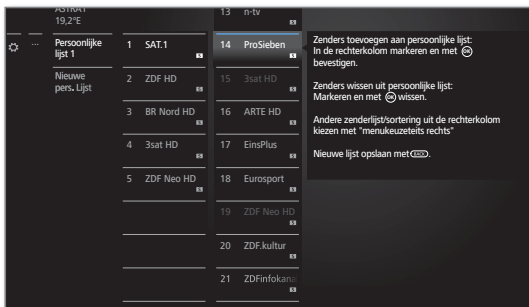 ASTRA1
19,2°E
...
Persoonlijke
lijst 1
Nieuwe
pers. Lijst
1 SAT.1
S
2 ZDF HD
S
3 BR Nord HD
S
4 3sat HD
S
5 ZDF Neo HD
S
13 n-tv
S
14 ProSieben
S
15 3sat HD
S
16 ARTE HD
S
17 EinsPlus
S
18 Eurosport
S
19 ZDF Neo HD
S
20 ZDF.kultur
S
21 ZDFinfokana
S
Zenders toevoegen aan persoonlijke lijst:
In de rechterkolom markeren en met OK
bevestigen.
Zenders wissen uit persoonlijke lijst:
Markeren en met OK wissen.
Andere zenderlijst/sortering uit de rechterkolom
kiezen met "menukeuzeteits rechts"
Nieuwe lijst opslaan met BACK.